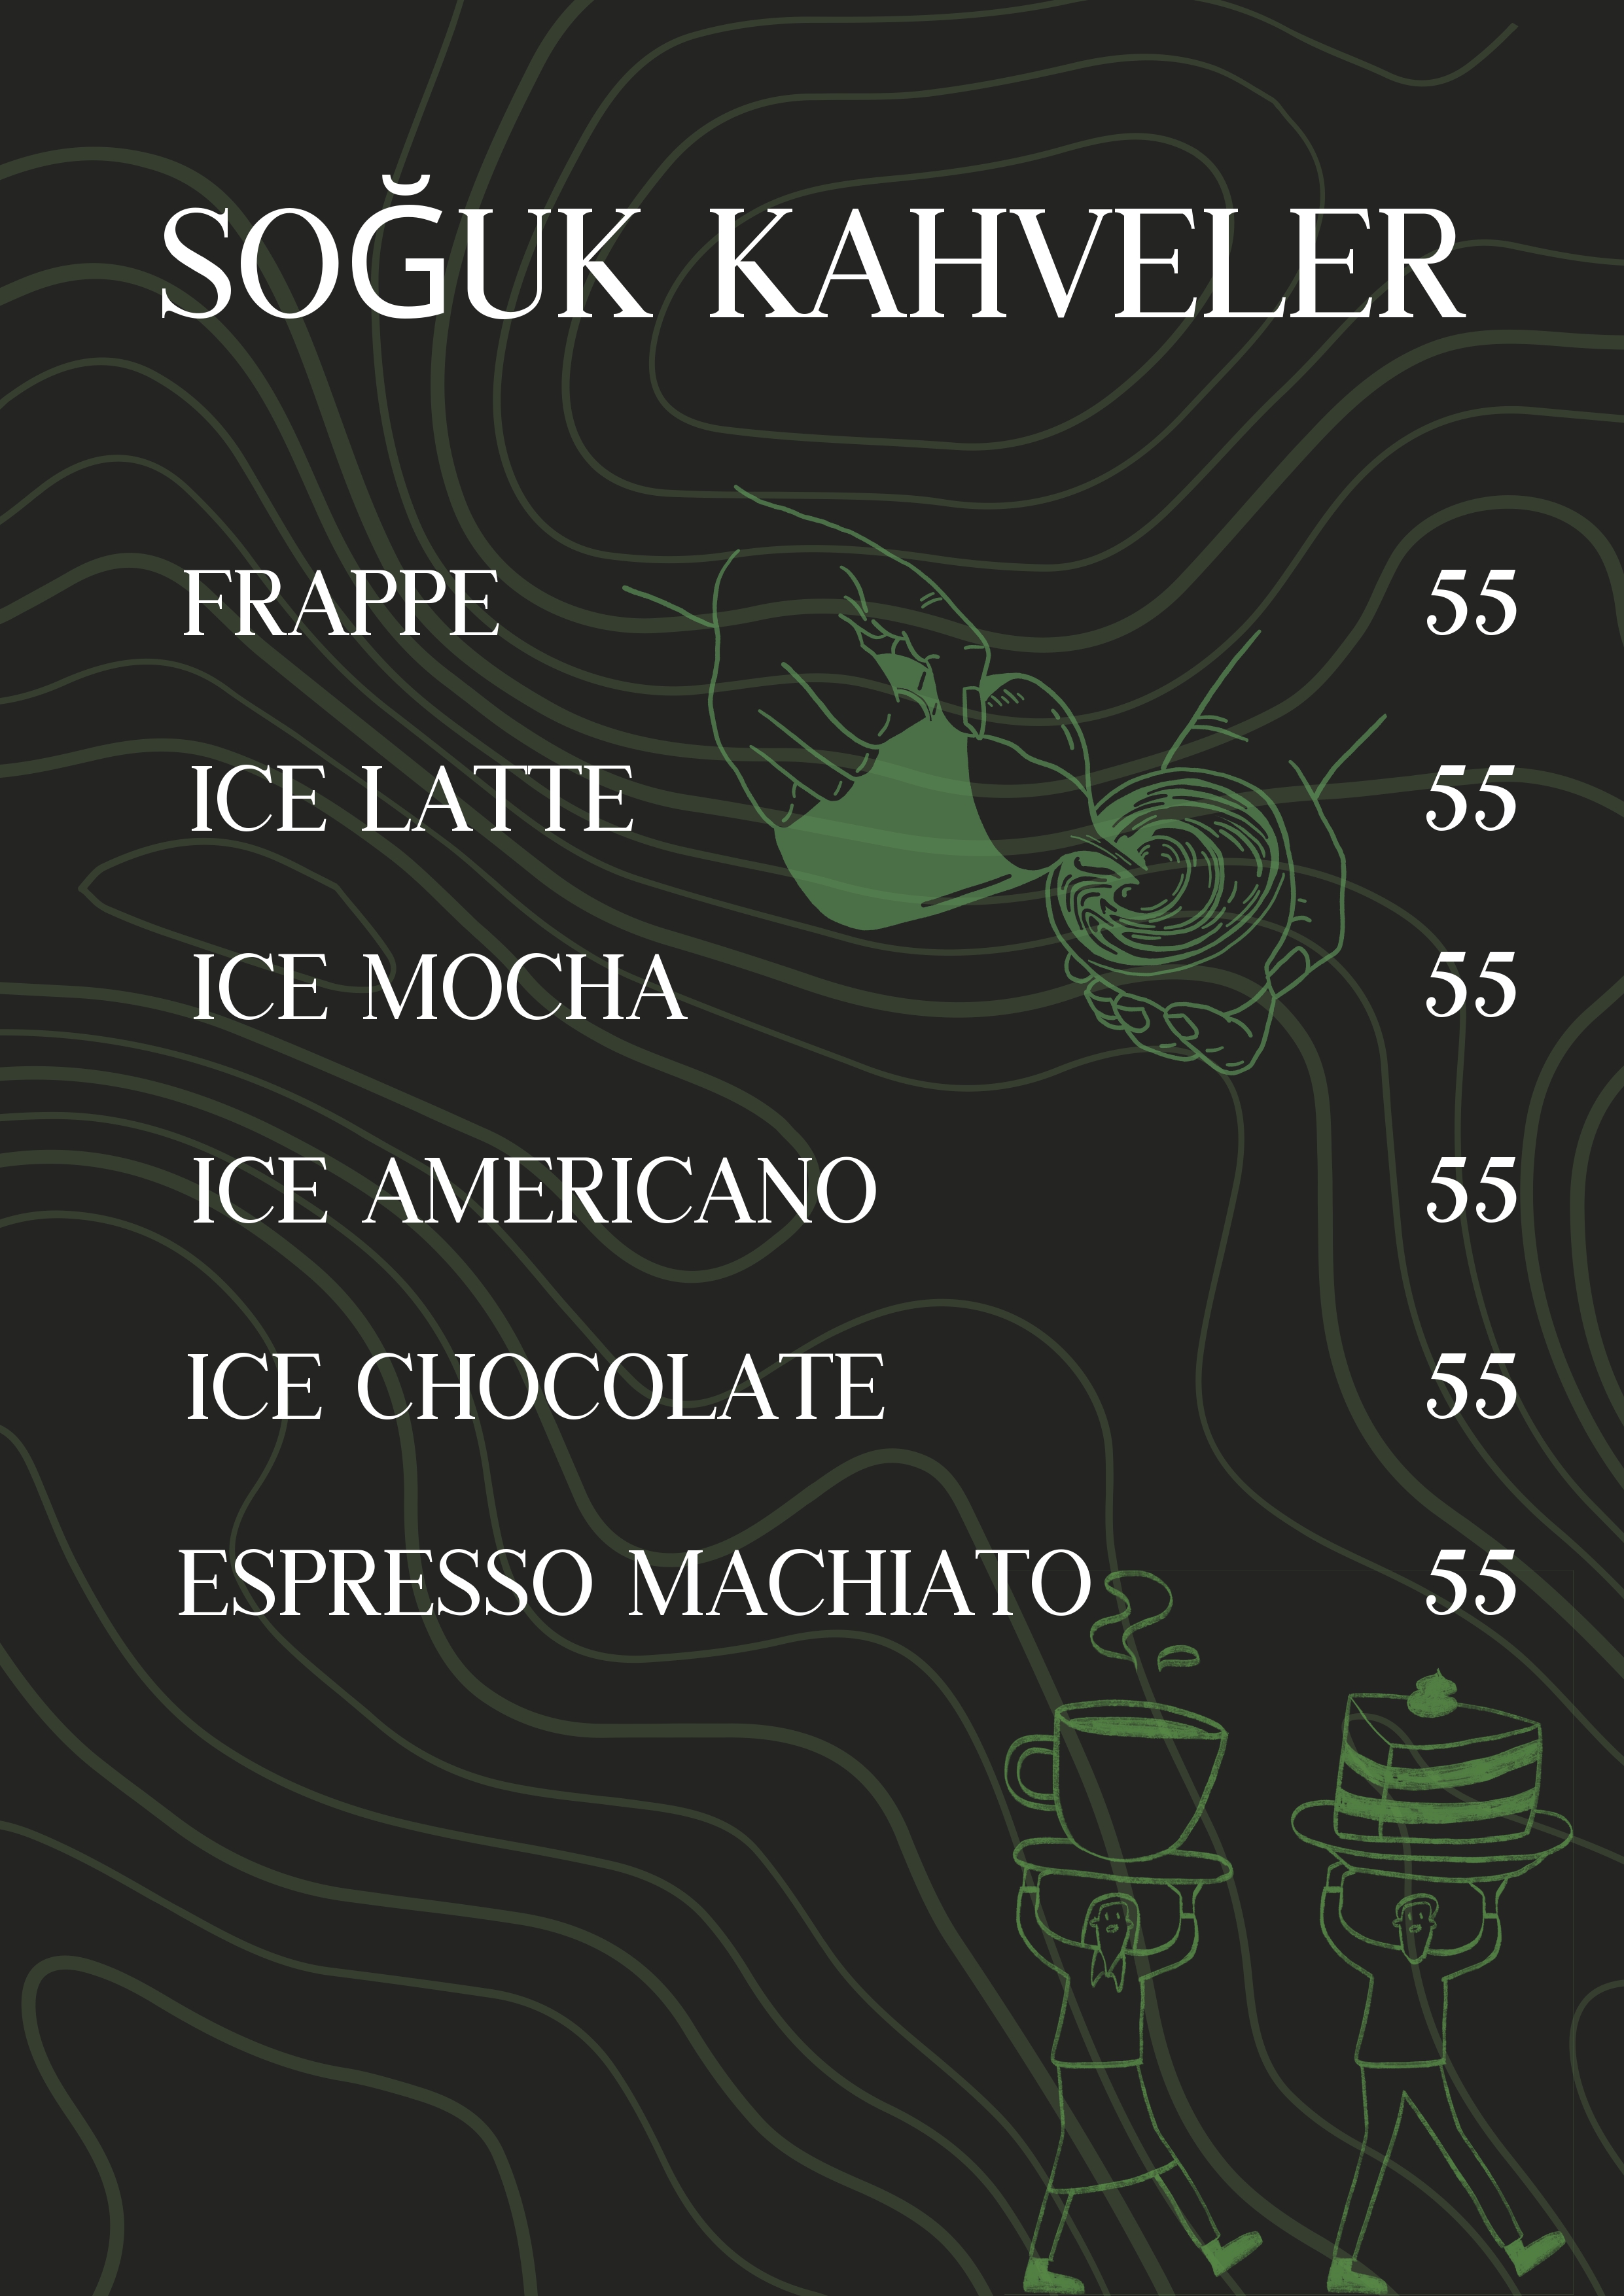 SOĞUK KAHVELER
FRAPPE 55
ICE LATTE 55
ICE MOCHA 55
ICE AMERICANO 55
ICE CHOCOLATE 55
ESPRESSO MACHIATO 55